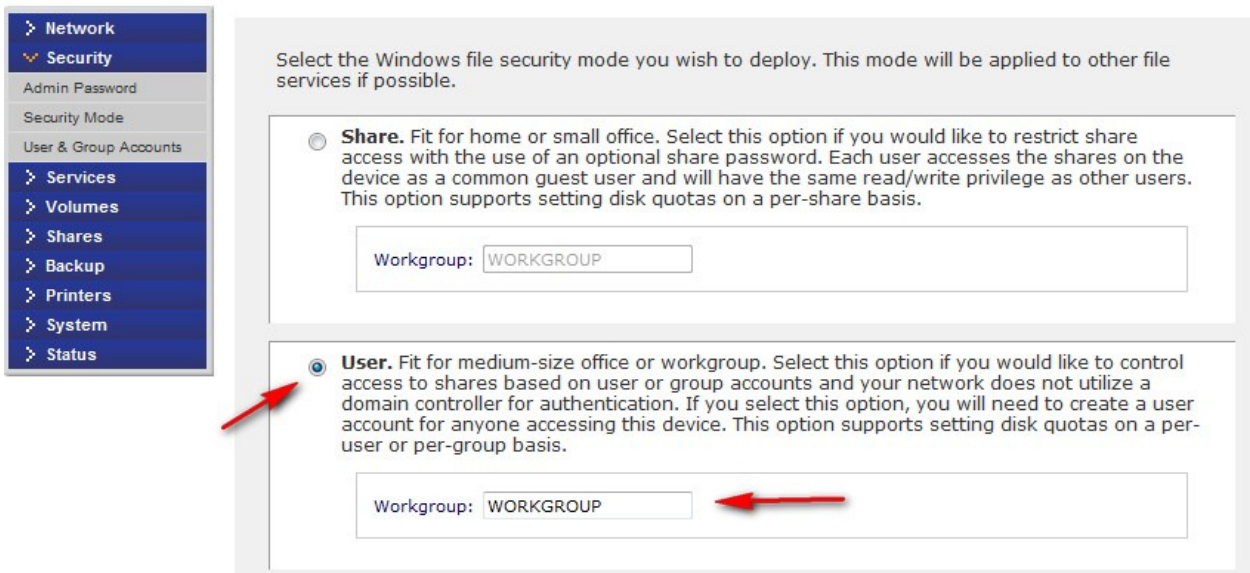 Network
Security
Admin Password
Security Mode
User & Group Accounts
Services
Volumes
Shares
Backup
Printers
System
Status
Select the Windows file security mode you wish to deploy. This mode will be applied to other file
services if possible.
Share. Fit for home or small office. Select this option if you would like to restrict share
access with the use of an optional share password. Each user accesses the shares on the
device as a common guest user and will have the same read/write privilege as other users.
This option supports setting disk quotas on a per-share basis.
Workgroup: WORKGROUP
User. Fit for medium-size office or workgroup. Select this option if you would like to control
access to shares based on user or group accounts and your network does not utilize a
domain controller for authentication. If you select this option, you will need to create a user
account for anyone accessing this device. This option supports setting disk quotas on a per-
user or per-group basis.
Workgroup: WORKGROUP